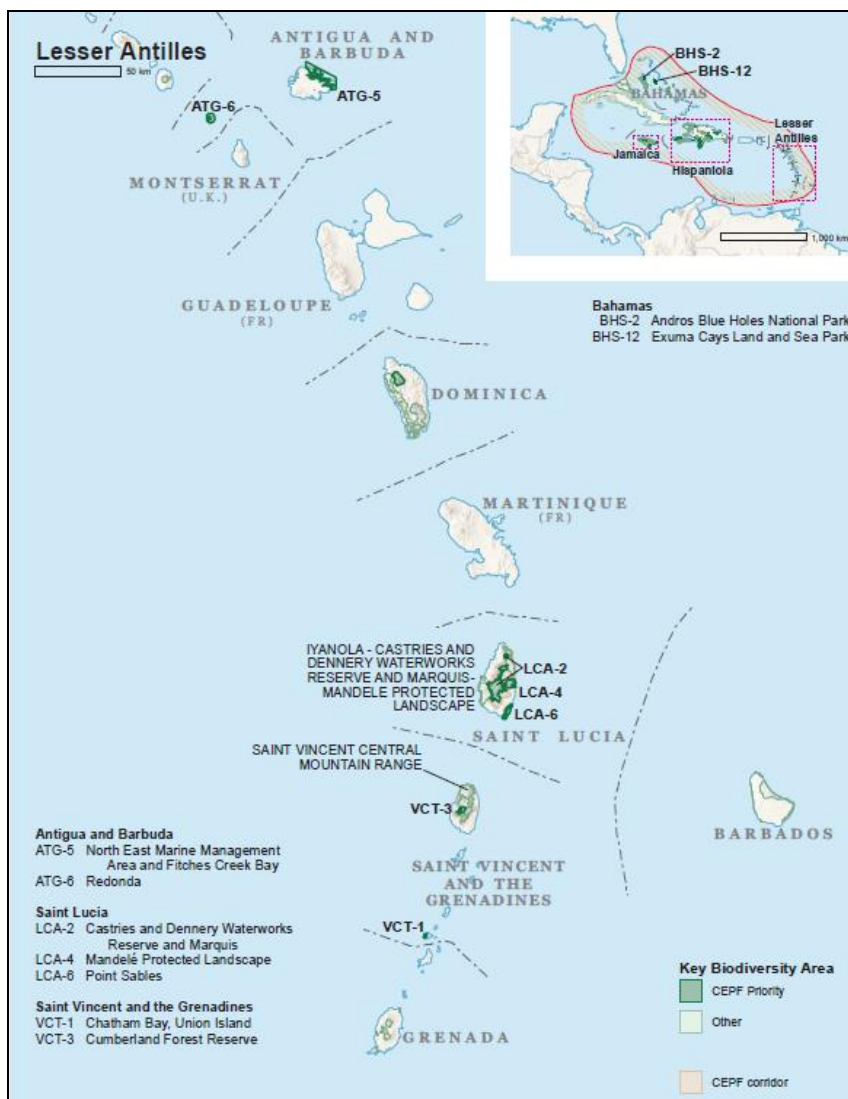 Lesser Antilles
50 km
ANTIGUA AND
BARBUDA
ATG-6
ATG-5
MONTSERRAT
(U.K.)
GUADELOUPE
(FR)
BHS-2
BHS-12
BAHAMAS
Lesser
Antilles
Jamaica
Hispaniola
1,000 km
Bahamas
BHS-2 Andros Blue Holes National Park
BHS-12 Exuma Cays Land and Sea Park
DOMINICA
MARTINIQUE
(FR)
IYANOLA - CASTRIES AND
DENNERY WATERWORKS
RESERVE AND MARQUIS-
MANDELE PROTECTED
LANDSCAPE
LCA-2
LCA-4
LCA-6
SAINT LUCIA
SAINT VINCENT CENTRAL
MOUNTAIN RANGE
VCT-3
BARBADOS
SAINT VINCENT
AND THE
GRENADINES
VCT-1
GRENADA
Antigua and Barbuda
ATG-5 North East Marine Management
Area and Fitches Creek Bay
ATG-6 Redonda
Saint Lucia
LCA-2 Castries and Dennery Waterworks
Reserve and Marquis
LCA-4 Mandelé Protected Landscape
LCA-6 Point Sables
Saint Vincent and the Grenadines
VCT-1 Chatham Bay, Union Island
VCT-3 Cumberland Forest Reserve
Key Biodiversity Area
CEPF Priority
Other
CEPF corridor